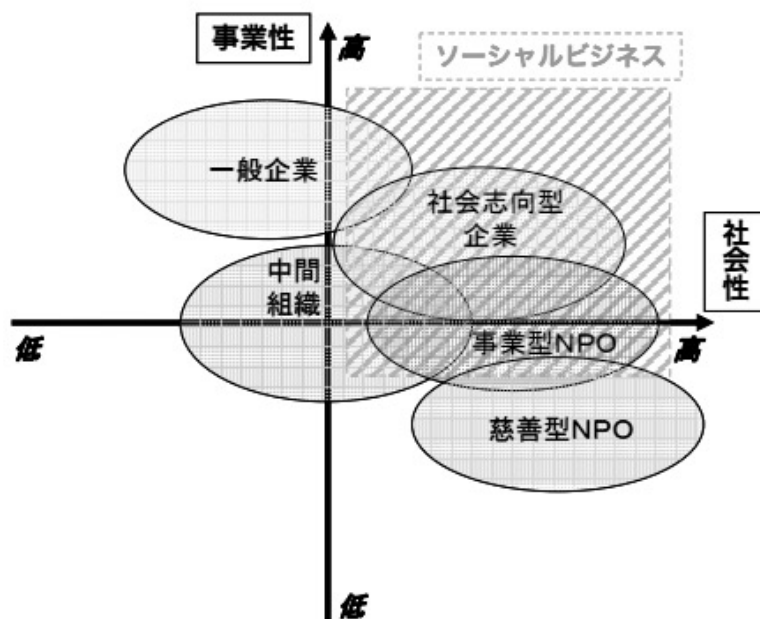 事業性
高
ソーシャルビジネス
一般企業
社会志向型
企業
社会性
中間
組織
低
事業型NPO
高
慈善型NPO
低